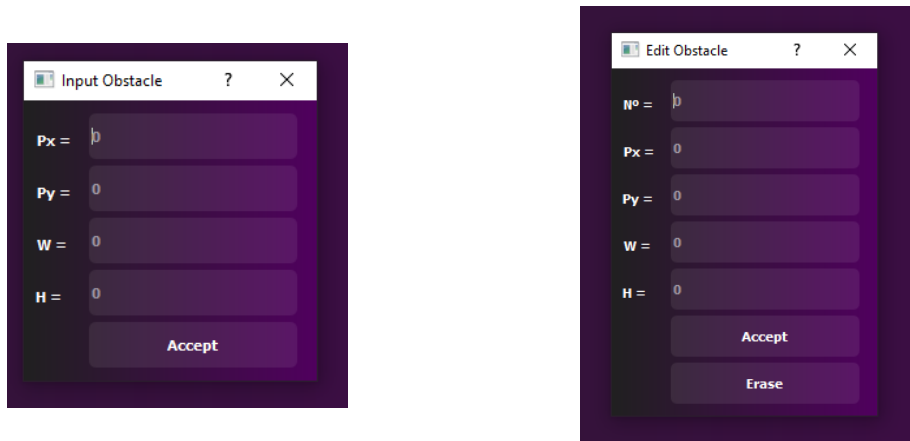 Input Obstacle ?
Px = 0
Py = 0
W = 0
H = 0
Accept
Edit Obstacle ?
Nº = 0
Px = 0
Py = 0
W = 0
H = 0
Accept
Erase